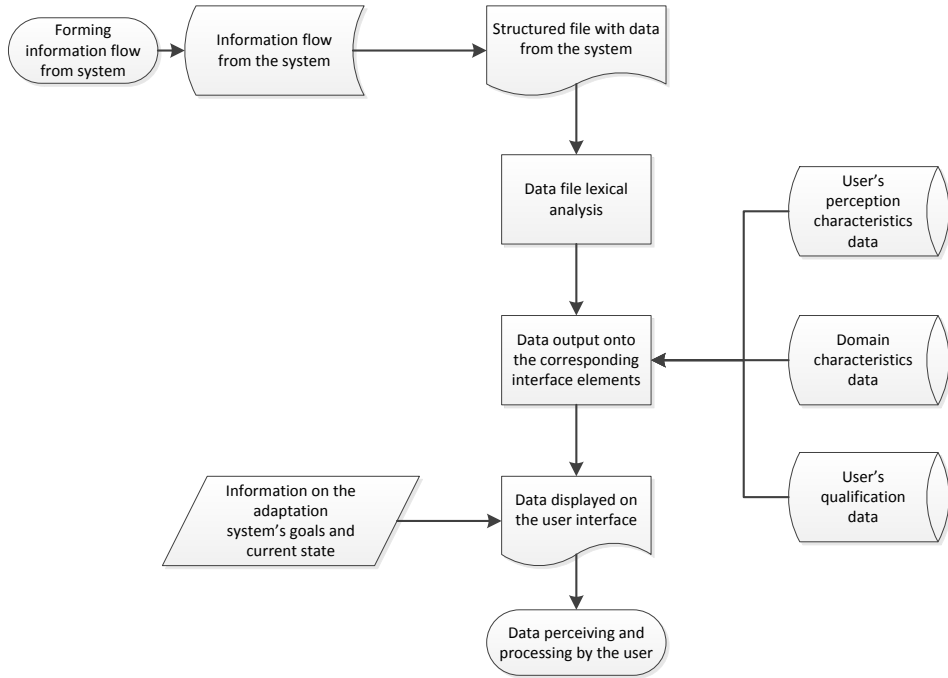 Forming
information flow
from system
Information flow
from the system
Structured file with data
from the system
Data file lexical
analysis
User's
perception
characteristics
data
Data output onto
the corresponding
interface elements
Domain
characteristics
data
User's
qualification
data
Information on the
adaptation
system's goals and
current state
Data displayed on
the user interface
Data perceiving and
processing by the user